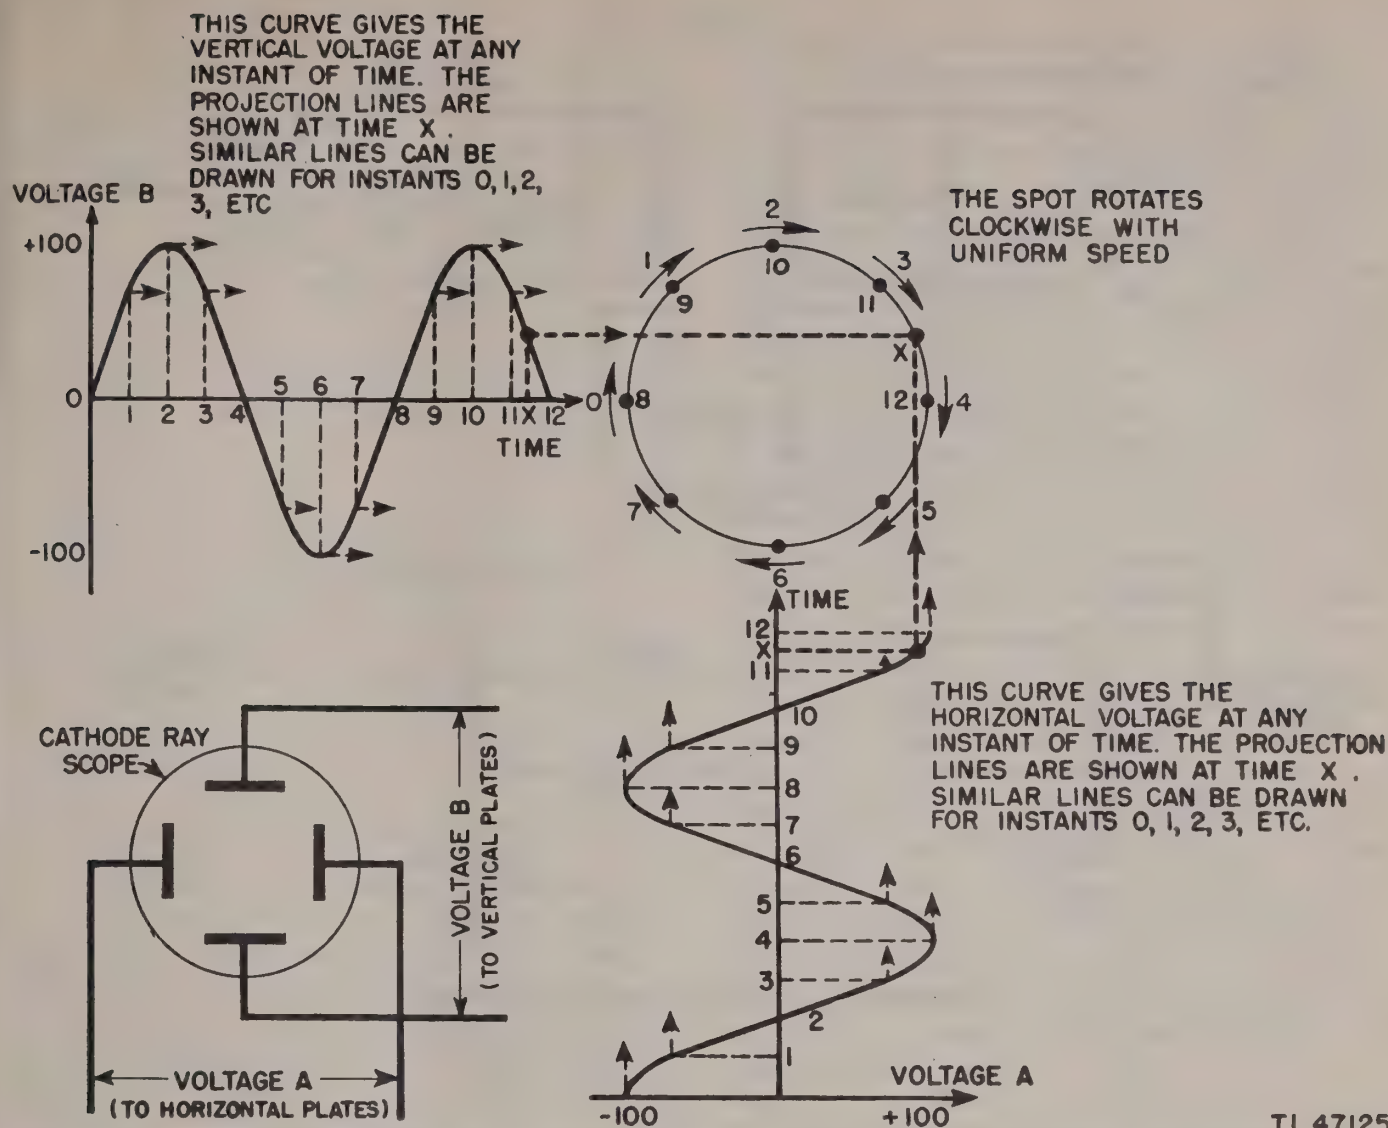 THIS CURVE GIVES THE
VERTICAL VOLTAGE AT ANY
INSTANT OF TIME. THE
PROJECTION LINES ARE
SHOWN AT TIME X .
SIMILAR LINES CAN BE
DRAWN FOR INSTANTS 0, 1, 2,
3, ETC
VOLTAGE B
+100
0
-100
5 6 7
1 2 3 4 8 9 10 11 X 12
TIME
THE SPOT ROTATES
CLOCKWISE WITH
UNIFORM SPEED
2
10
1
9
3
11
X
0 8
12 4
7
5
6
TIME
12
X
11
10
9
8
7
6
5
4
3
2
1
VOLTAGE A
-100
+100
THIS CURVE GIVES THE
HORIZONTAL VOLTAGE AT ANY
INSTANT OF TIME. THE PROJECTION
LINES ARE SHOWN AT TIME X .
SIMILAR LINES CAN BE DRAWN
FOR INSTANTS 0, 1, 2, 3, ETC.
CATHODE RAY
SCOPE
VOLTAGE B
(TO VERTICAL PLATES)
VOLTAGE A
(TO HORIZONTAL PLATES)
TL 47125